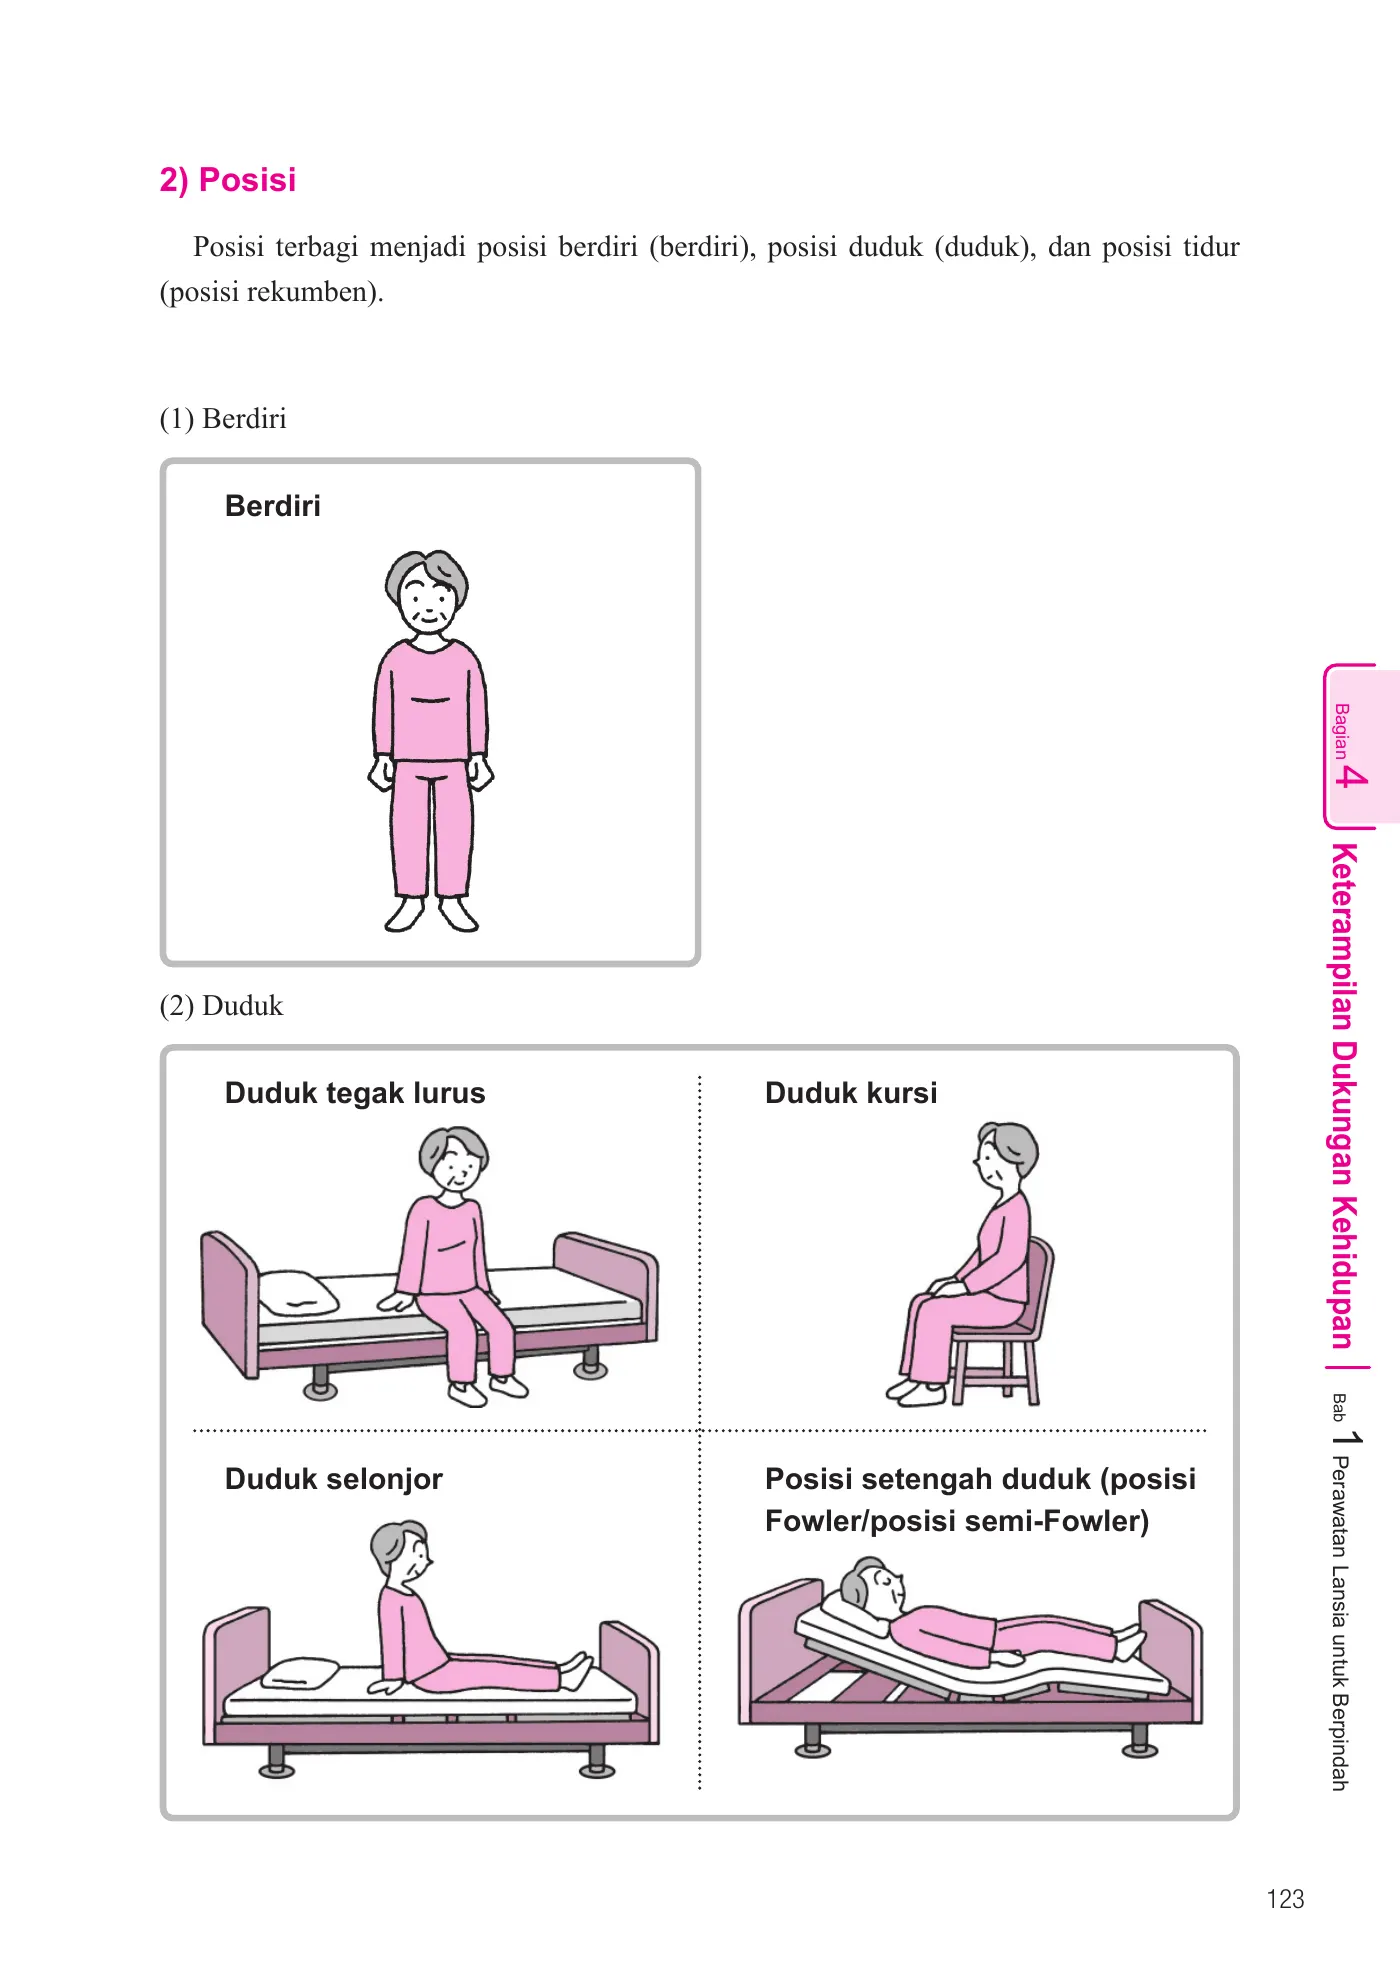 2) Posisi
Posisi terbagi menjadi posisi berdiri (berdiri), posisi duduk (duduk), dan posisi tidur
(posisi rekumben).
(1) Berdiri
Berdiri
(2) Duduk
Duduk tegak lurus
Duduk kursi
Duduk selonjor
Posisi setengah duduk (posisi
Fowler/posisi semi-Fowler)
Bagian 4
Keterampilan Dukungan Kehidupan
Bab 1 Perawatan Lansia untuk Berpindah
123